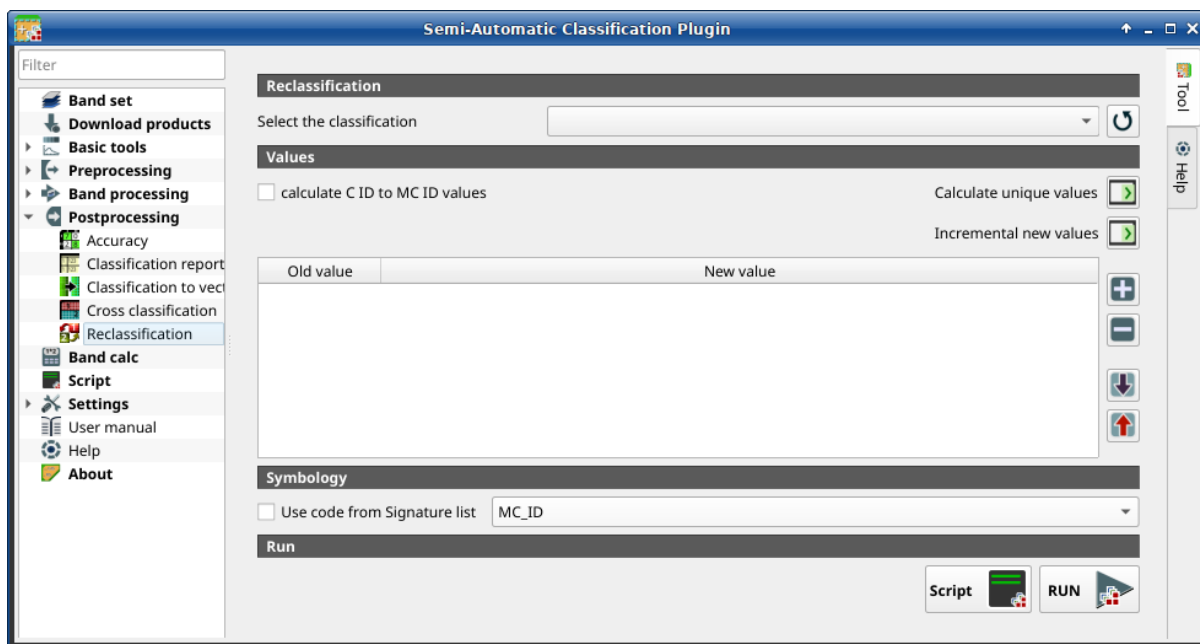 Semi-Automatic Classification Plugin
Filter
Band set
Download products
Basic tools
Preprocessing
Band processing
Postprocessing
Accuracy
Classification report
Classification to vect
Cross classification
Reclassification
Band calc
Script
Settings
User manual
Help
About
Reclassification
Select the classification
Values
calculate C ID to MC ID values
Calculate unique values
Incremental new values
Old value New value
Symbology
Use code from Signature list MC_ID
Run
Script RUN
Tool
Help